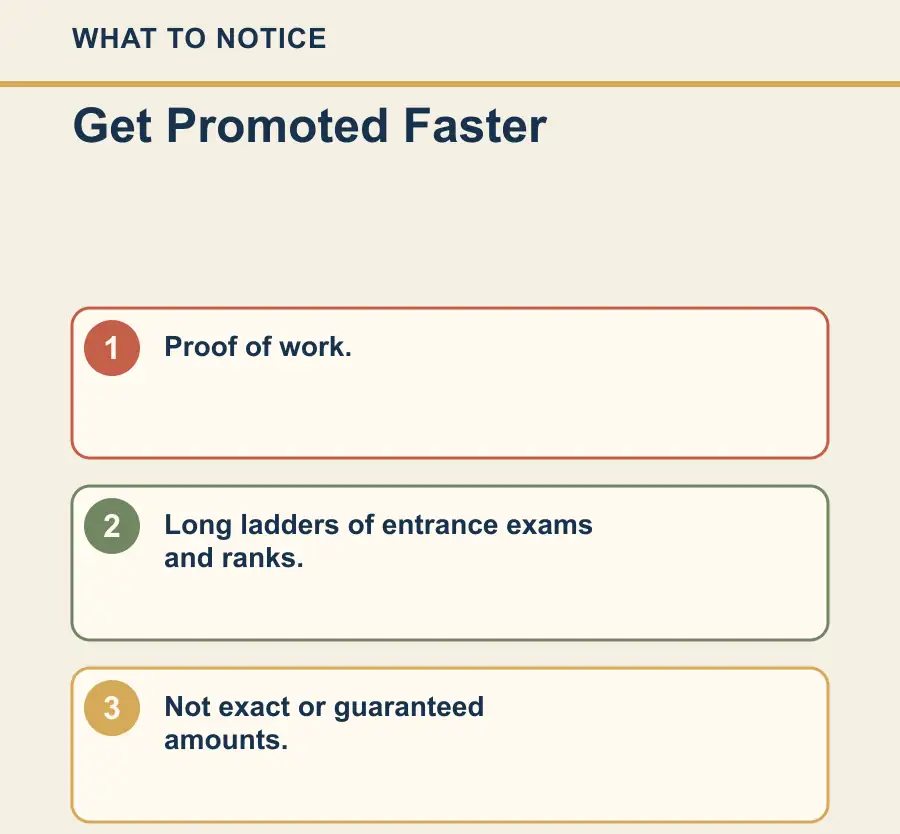 WHAT TO NOTICE
Get Promoted Faster
1
Proof of work.
2
Long ladders of entrance exams
and ranks.
3
Not exact or guaranteed
amounts.